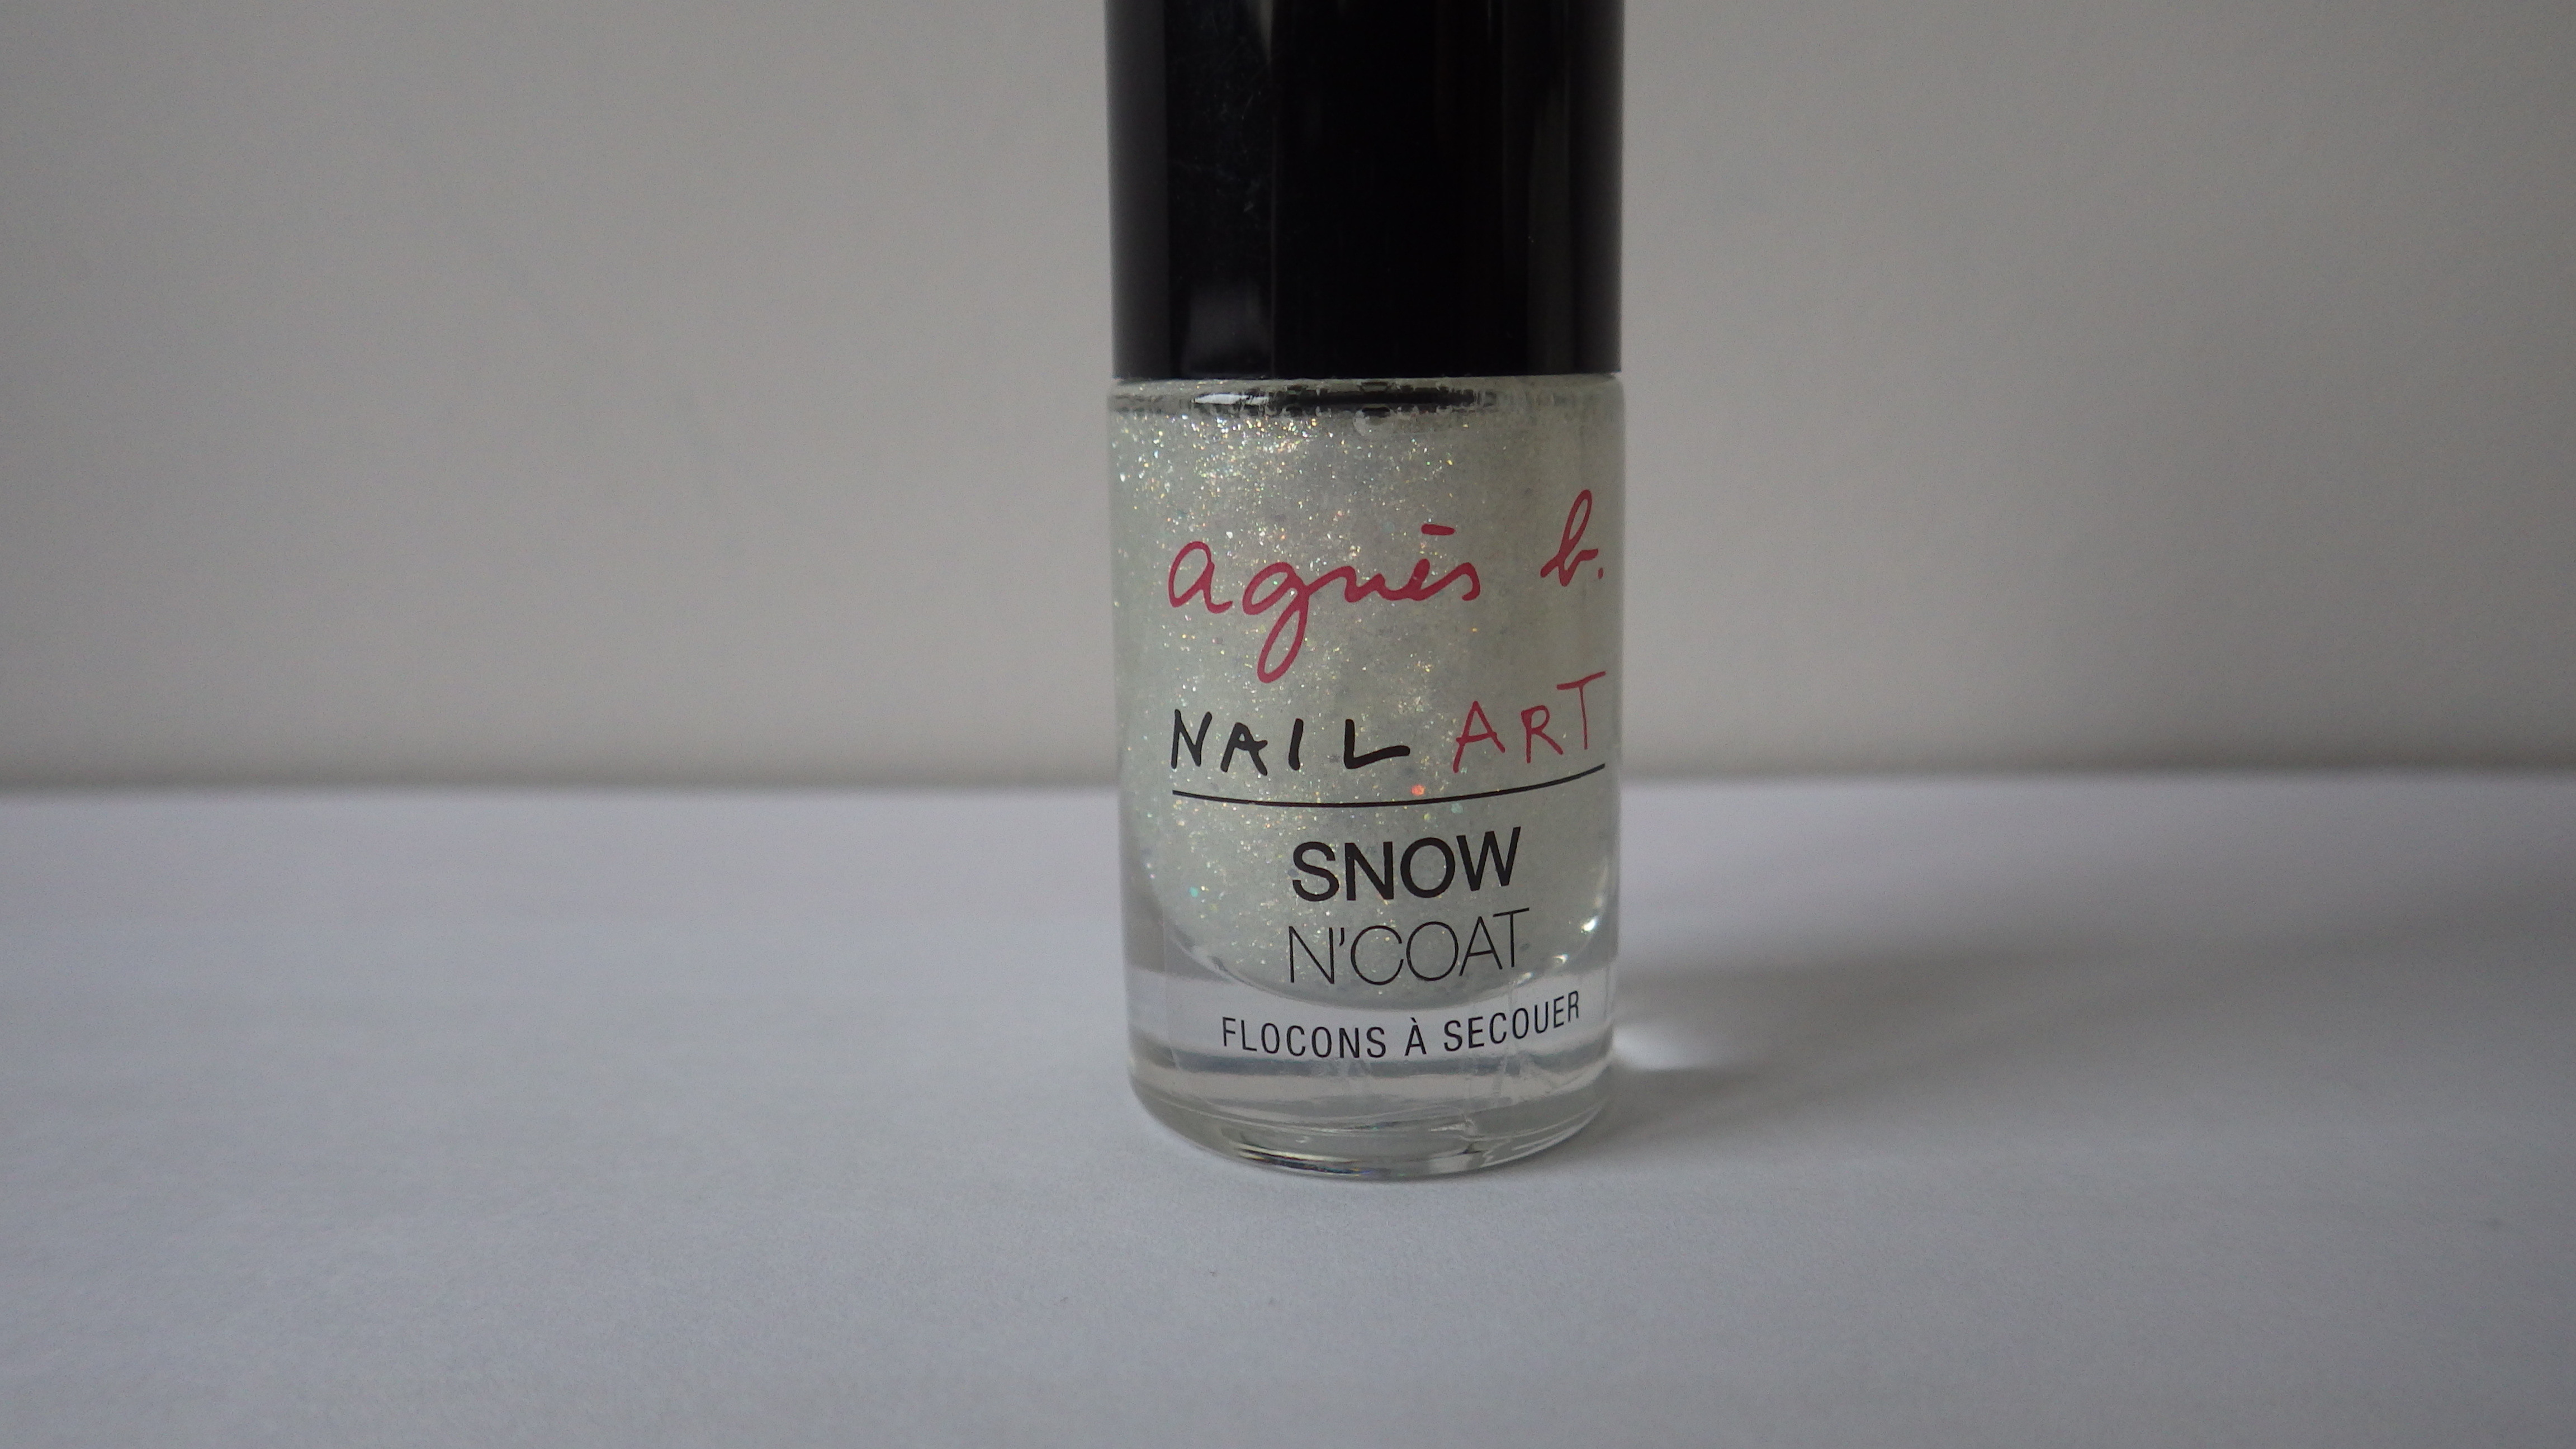 agnès b.
NAIL ART
SNOW
N'COAT
FLOCONS À SECOUER